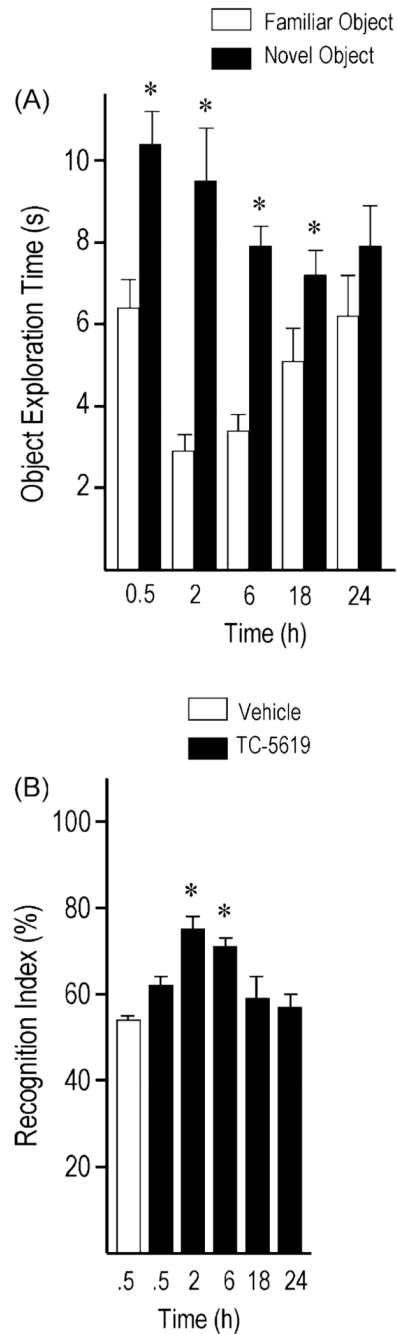 Familiar Object
Novel Object
(A)
* * * *
10
8
6
4
2
Object Exploration Time (s)
0.5 2 6 18 24
Time (h)
Vehicle
TC-5619
(B)
100
80
60
40
20
* *
Recognition Index (%)
.5 .5 2 6 18 24
Time (h)